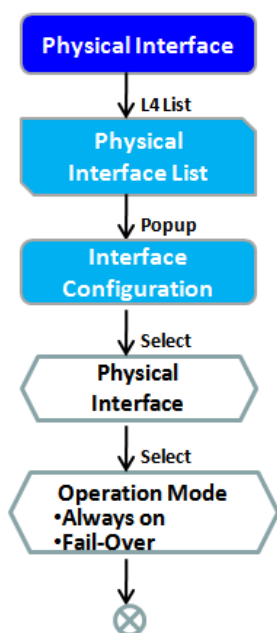 Physical Interface
L4 List
Physical
Interface List
Popup
Interface
Configuration
Select
Physical
Interface
Select
Operation Mode
•Always on
•Fail-Over